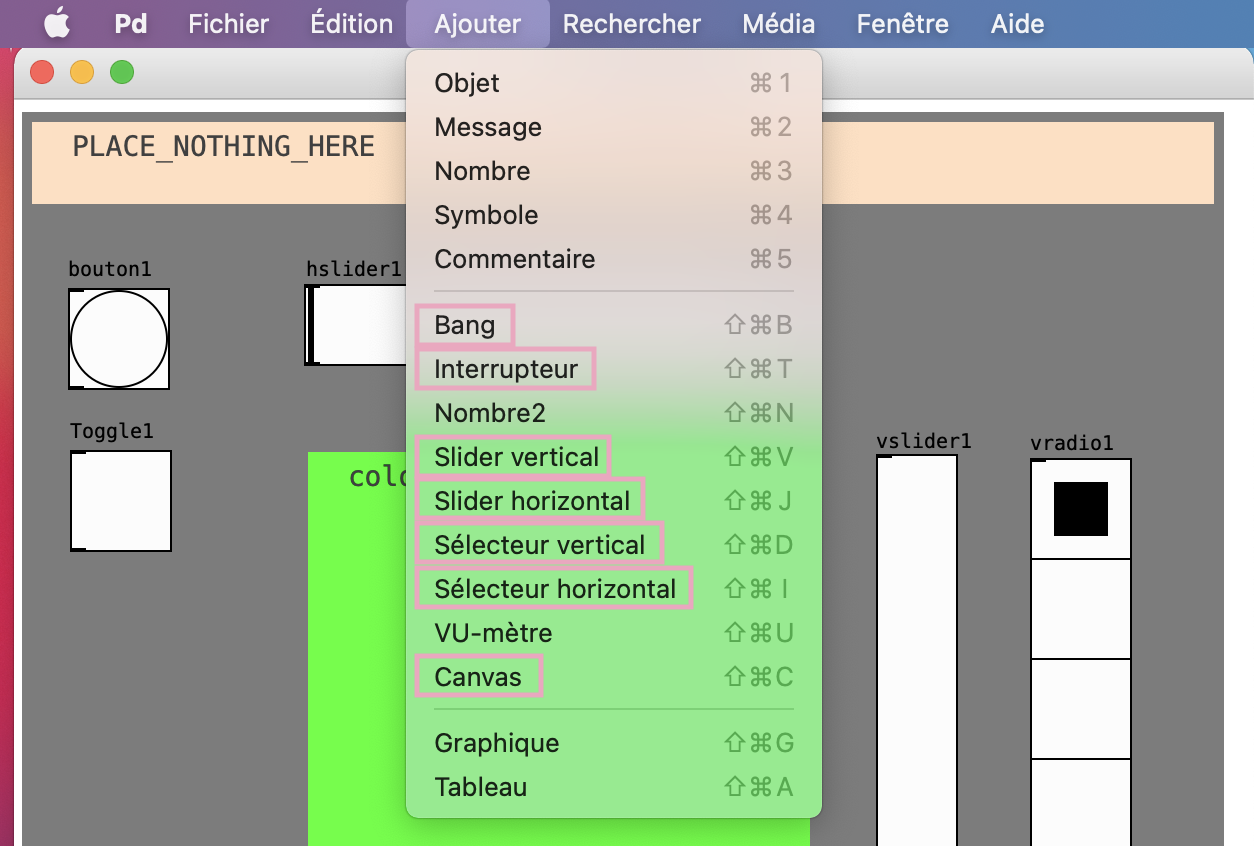 Pd Fichier Édition Ajouter Rechercher Média Fenêtre Aide
Objet ⌘1
Message ⌘2
Nombre ⌘3
Symbole ⌘4
Commentaire ⌘5
Bang ⇧⌘B
Interrupteur ⇧⌘T
Nombre2 ⇧⌘N
Slider vertical ⇧⌘V
Slider horizontal ⇧⌘J
Sélecteur vertical ⇧⌘D
Sélecteur horizontal ⇧⌘I
VU-mètre ⇧⌘U
Canvas ⇧⌘C
Graphique ⇧⌘G
Tableau ⇧⌘A
PLACE_NOTHING_HERE
bouton1
hslider1
Toggle1
vslider1
vradio1